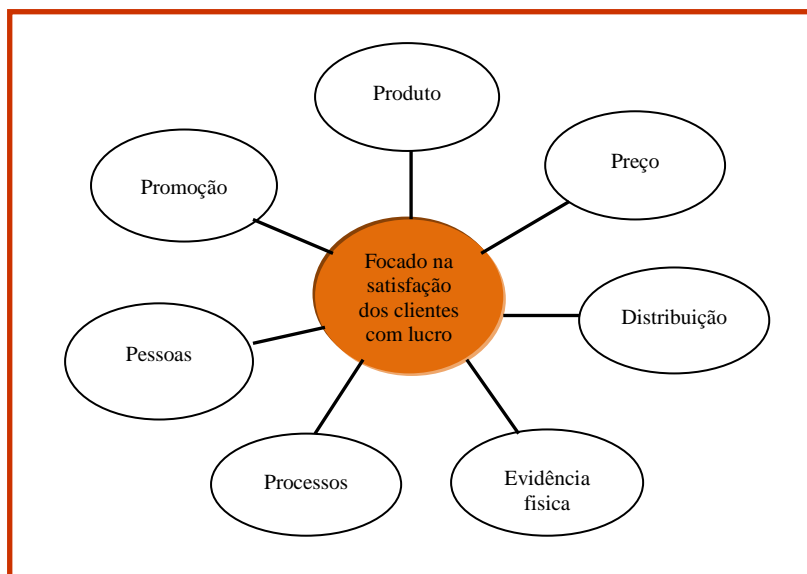 Produto
Preço
Promoção
Focado na
satisfação
dos clientes
com lucro
Distribuição
Pessoas
Processos
Evidência
fisica